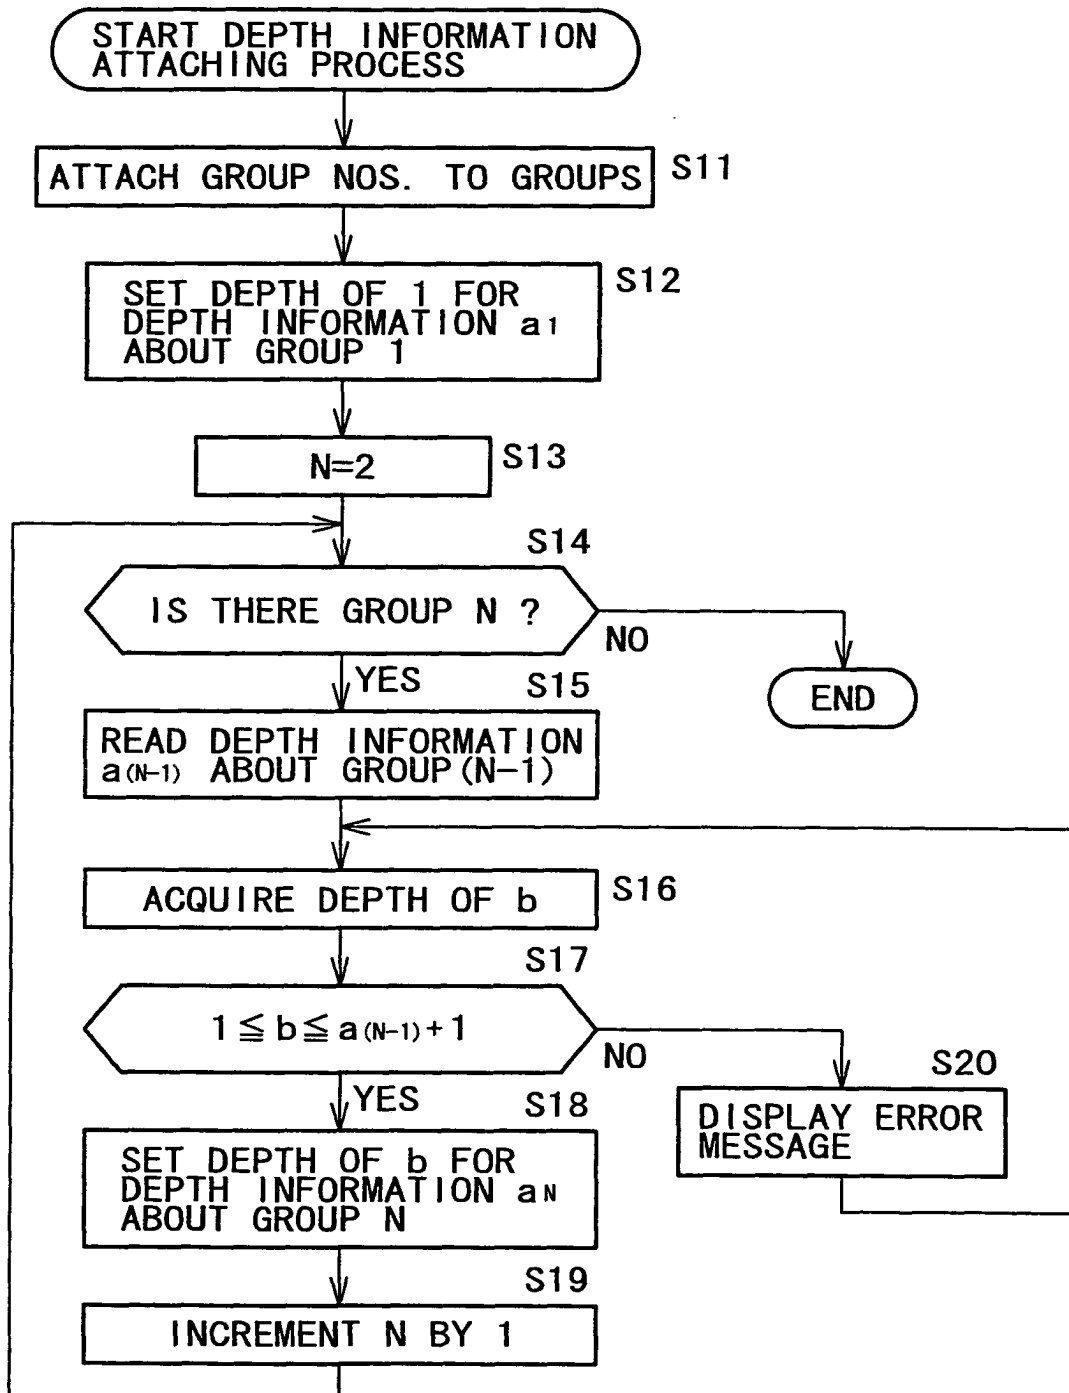 START DEPTH INFORMATION
ATTACHING PROCESS
ATTACH GROUP NOS. TO GROUPS
S11
SET DEPTH OF 1 FOR
DEPTH INFORMATION a1
ABOUT GROUP 1
S12
N=2
S13
S14
IS THERE GROUP N ?
NO
YES
END
S15
READ DEPTH INFORMATION
a(N-1) ABOUT GROUP(N-1)
ACQUIRE DEPTH OF b
S16
S17
1≦b≦a(N-1)+1
NO
YES
S20
DISPLAY ERROR
MESSAGE
S18
SET DEPTH OF b FOR
DEPTH INFORMATION aN
ABOUT GROUP N
S19
INCREMENT N BY 1